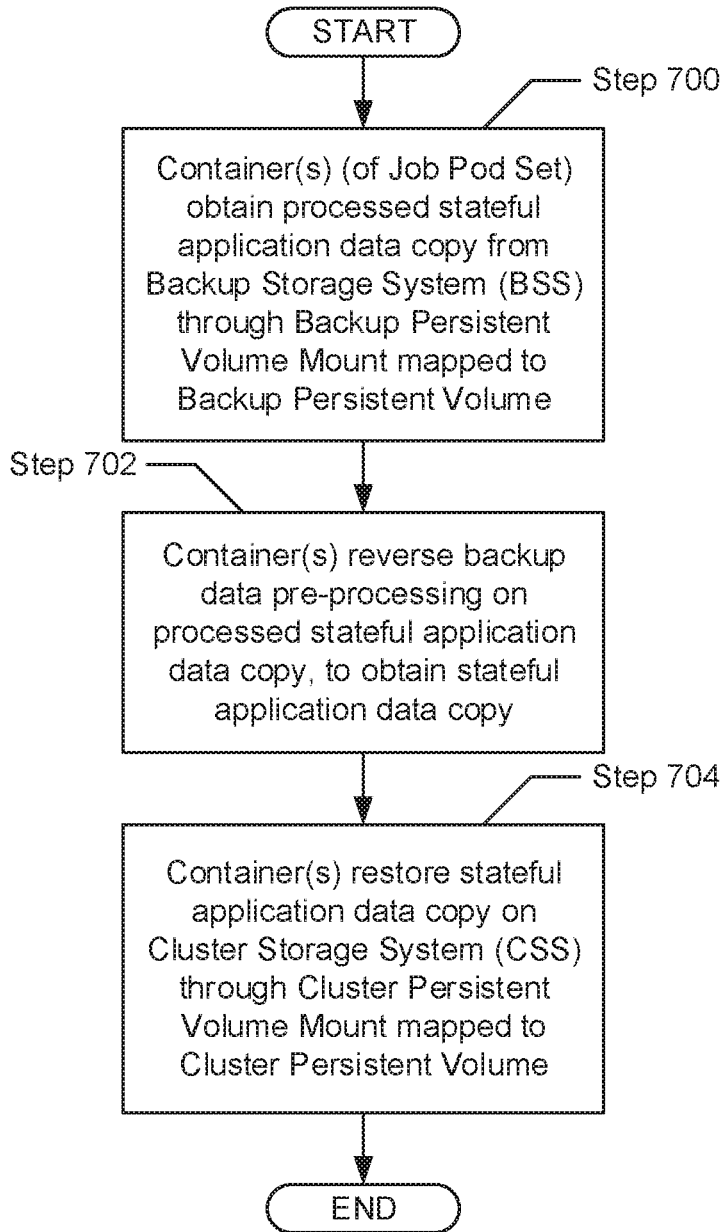 START
Step 700
Container(s) (of Job Pod Set)
obtain processed stateful
application data copy from
Backup Storage System (BSS)
through Backup Persistent
Volume Mount mapped to
Backup Persistent Volume
Step 702
Container(s) reverse backup
data pre-processing on
processed stateful application
data copy, to obtain stateful
application data copy
Step 704
Container(s) restore stateful
application data copy on
Cluster Storage System (CSS)
through Cluster Persistent
Volume Mount mapped to
Cluster Persistent Volume
END